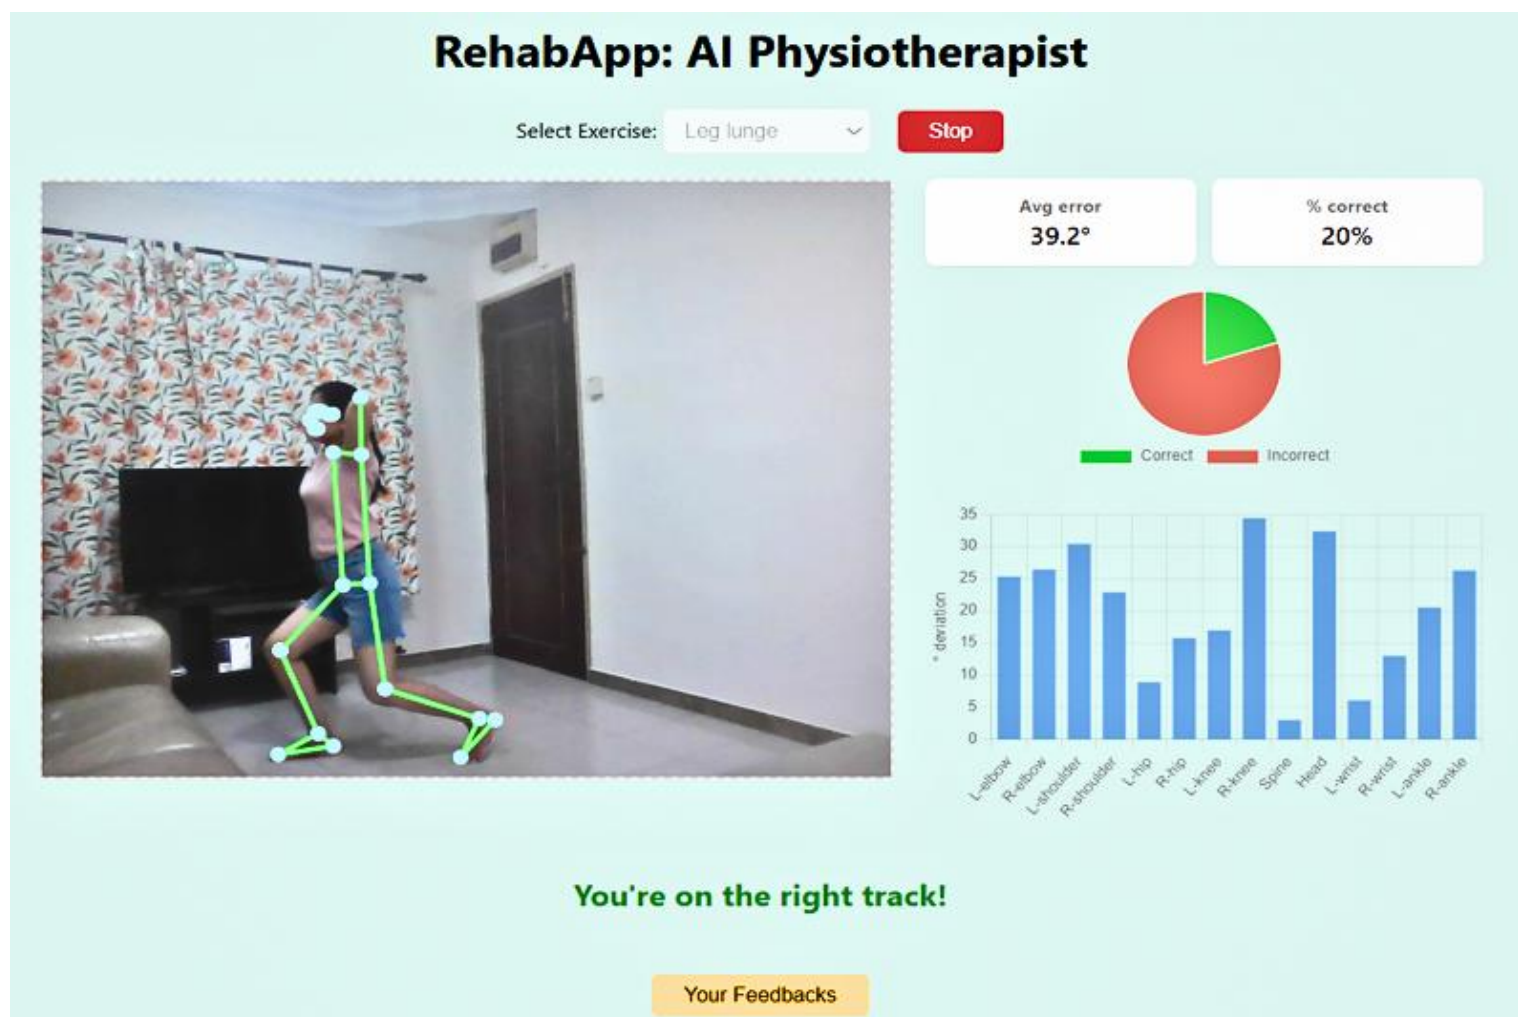 RehabApp: AI Physiotherapist
Select Exercise: Leg lunge Stop
Avg error % correct
39.2° 20%
Correct Incorrect
35
30
25
20
15
10
5
0
° deviation
L-elbow R-elbow L-shoulder R-shoulder L-hip R-hip L-knee R-knee Spine Head L-wrist R-wrist L-ankle R-ankle
You're on the right track!
Your Feedbacks